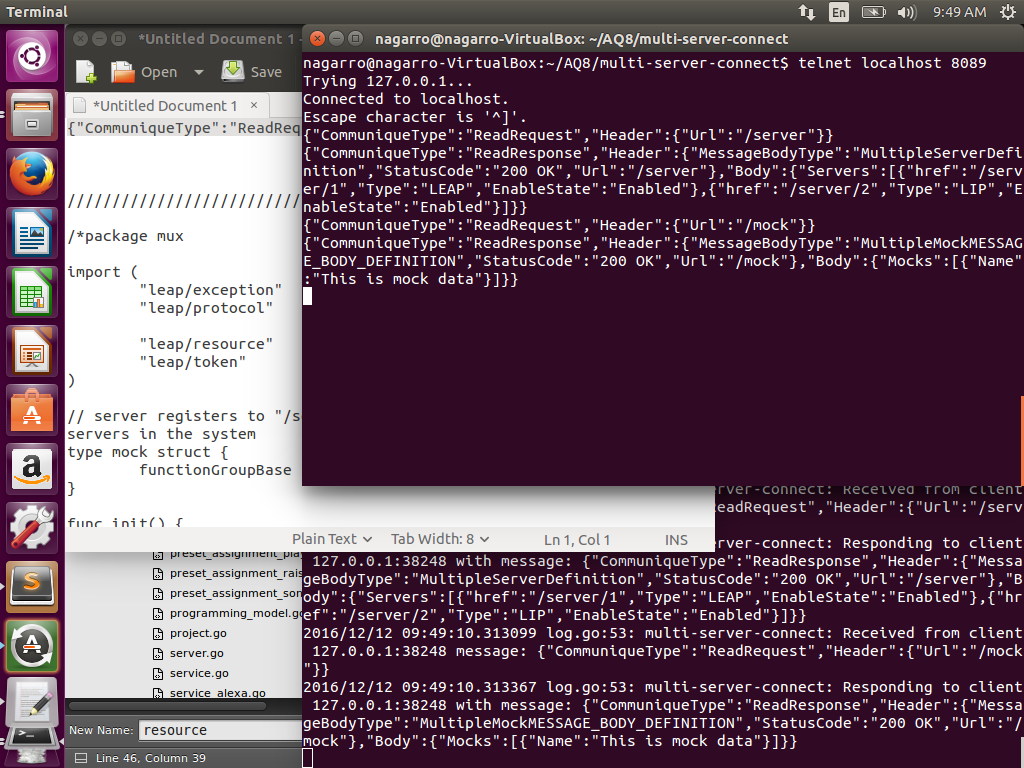 Terminal
En
9:49 AM
*Untitled Document 1 -
Open
Save
*Untitled Document 1 ×
{"CommuniqueType":"ReadReq
///////////////////////////
/*package mux
import (
"leap/exception"
"leap/protocol"
"leap/resource"
"leap/token"
)
// server registers to "/s
servers in the system
type mock struct {
functionGroupBase
}
func init() {
Plain Text
Tab Width: 8
Ln 1, Col 1
INS
nagarro@nagarro-VirtualBox: ~/AQ8/multi-server-connect
nagarro@nagarro-VirtualBox:~/AQ8/multi-server-connect$ telnet localhost 8089
Trying 127.0.0.1...
Connected to localhost.
Escape character is '^]'.
{"CommuniqueType":"ReadRequest","Header":{"Url":"/server"}}
{"CommuniqueType":"ReadResponse","Header":{"MessageBodyType":"MultipleServerDefi
nition","StatusCode":"200 OK","Url":"/server"},"Body":{"Servers":[{"href":"/serv
er/1","Type":"LEAP","EnableState":"Enabled"},{"href":"/server/2","Type":"LIP","E
nableState":"Enabled"}]}}
{"CommuniqueType":"ReadRequest","Header":{"Url":"/mock"}}
{"CommuniqueType":"ReadResponse","Header":{"MessageBodyType":"MultipleMockMESSAG
E_BODY_DEFINITION","StatusCode":"200 OK","Url":"/mock"},"Body":{"Mocks":[{"Name"
:"This is mock data"}]}}
rver-connect: Received from client
eadRequest","Header":{"Url":"/serv
rver-connect: Responding to client
127.0.0.1:38248 with message: {"CommuniqueType":"ReadResponse","Header":{"Messa
geBodyType":"MultipleServerDefinition","StatusCode":"200 OK","Url":"/server"},"B
ody":{"Servers":[{"href":"/server/1","Type":"LEAP","EnableState":"Enabled"},{"hr
ef":"/server/2","Type":"LIP","EnableState":"Enabled"}]}}
2016/12/12 09:49:10.313099 log.go:53: multi-server-connect: Received from client
127.0.0.1:38248 message: {"CommuniqueType":"ReadRequest","Header":{"Url":"/mock
"}}
2016/12/12 09:49:10.313367 log.go:53: multi-server-connect: Responding to client
127.0.0.1:38248 with message: {"CommuniqueType":"ReadResponse","Header":{"Messa
geBodyType":"MultipleMockMESSAGE_BODY_DEFINITION","StatusCode":"200 OK","Url":"/
mock"},"Body":{"Mocks":[{"Name":"This is mock data"}]}}
preset_assignment_pla
preset_assignment_rais
preset_assignment_son
programming_model.go
project.go
server.go
service.go
service_alexa.go
New Name: resource
Line 46, Column 39